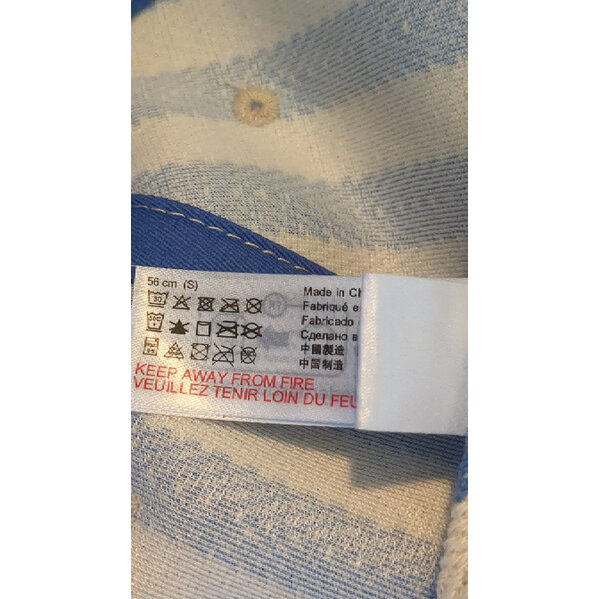 56 cm (S)
KEEP AWAY FROM FIRE
VEUILLEZ TENIR LOIN DU FEU
Made in
Fabriqué
Fabricado
Сделано
中國製造
中国制造